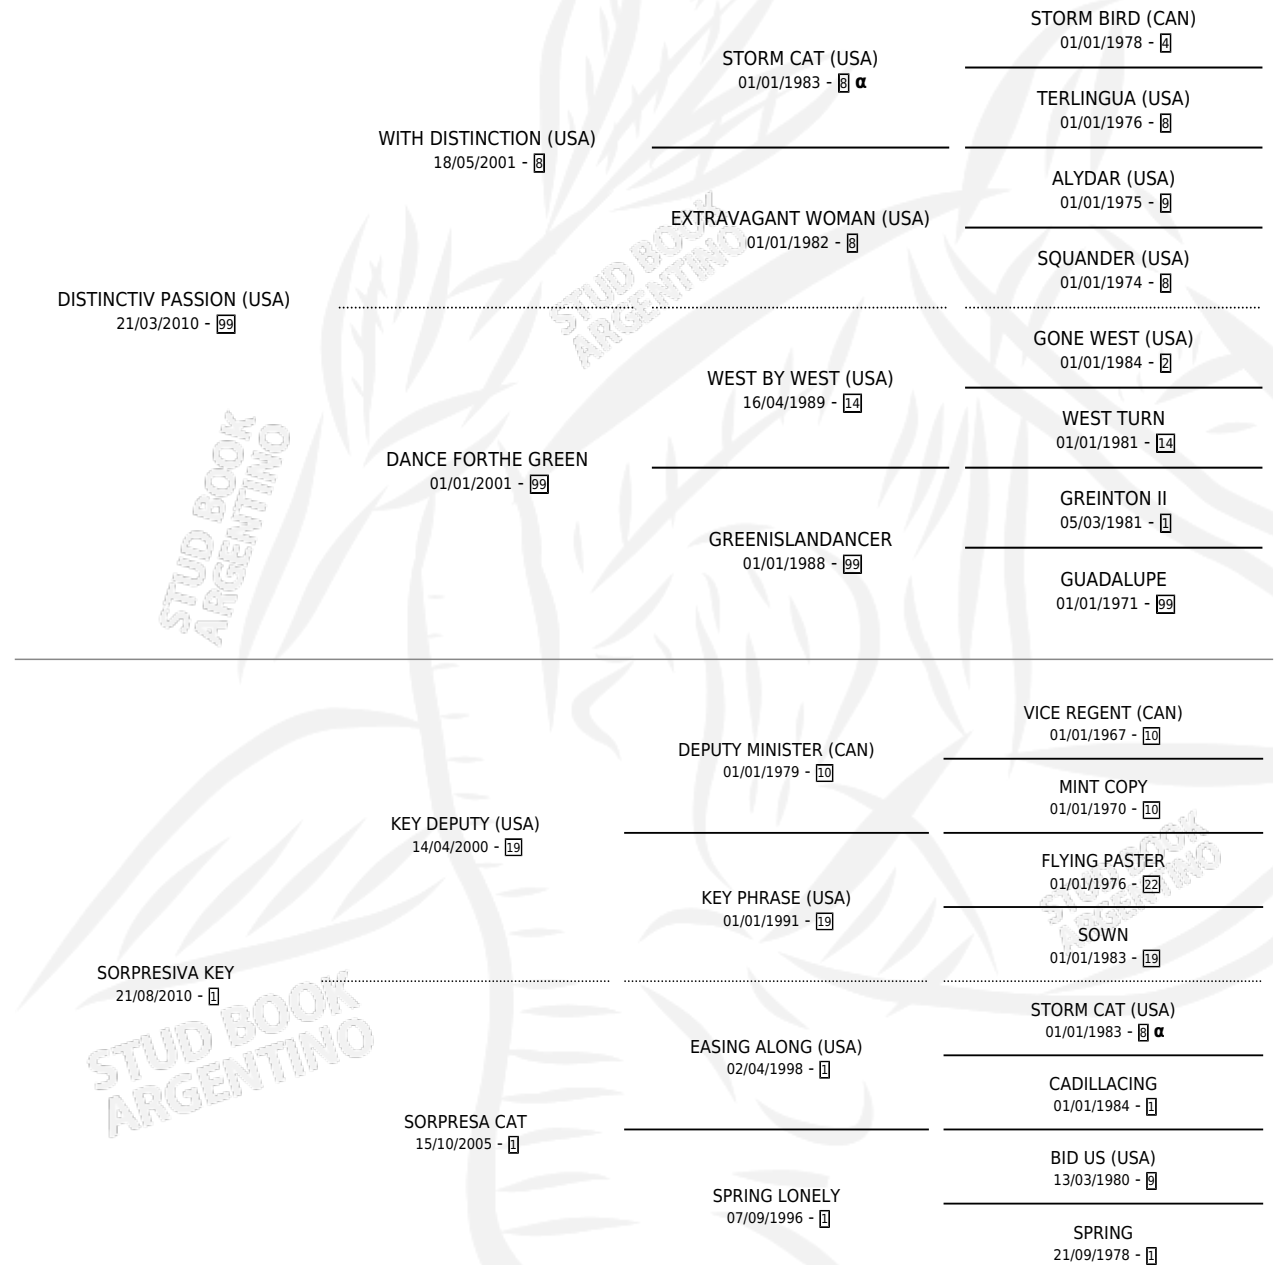 STORM BIRD (CAN)
01/01/1978 - 4
STORM CAT (USA)
01/01/1983 - 8 α
TERLINGUA (USA)
01/01/1976 - 8
WITH DISTINCTION (USA)
18/05/2001 - 8
ALYDAR (USA)
01/01/1975 - 9
EXTRAVAGANT WOMAN (USA)
01/01/1982 - 8
SQUANDER (USA)
01/01/1974 - 8
DISTINCTIV PASSION (USA)
21/03/2010 - 99
GONE WEST (USA)
01/01/1984 - 2
WEST BY WEST (USA)
16/04/1989 - 14
WEST TURN
01/01/1981 - 14
DANCE FORTHE GREEN
01/01/2001 - 99
GREINTON II
05/03/1981 - 1
GREENISLANDANCER
01/01/1988 - 99
GUADALUPE
01/01/1971 - 99
VICE REGENT (CAN)
01/01/1967 - 10
DEPUTY MINISTER (CAN)
01/01/1979 - 10
MINT COPY
01/01/1970 - 10
KEY DEPUTY (USA)
14/04/2000 - 19
FLYING PASTER
01/01/1976 - 22
KEY PHRASE (USA)
01/01/1991 - 19
SOWN
01/01/1983 - 19
SORPRESIVA KEY
21/08/2010 - 1
STORM CAT (USA)
01/01/1983 - 8 α
EASING ALONG (USA)
02/04/1998 - 1
CADILLACING
01/01/1984 - 1
SORPRESA CAT
15/10/2005 - 1
BID US (USA)
13/03/1980 - 9
SPRING LONELY
07/09/1996 - 1
SPRING
21/09/1978 - 1
STUD BOOK
ARGENTINO
STUD BOOK
ARGENTINO
STUD BOOK
ARGENTINO
STUD BOOK
ARGENTINO